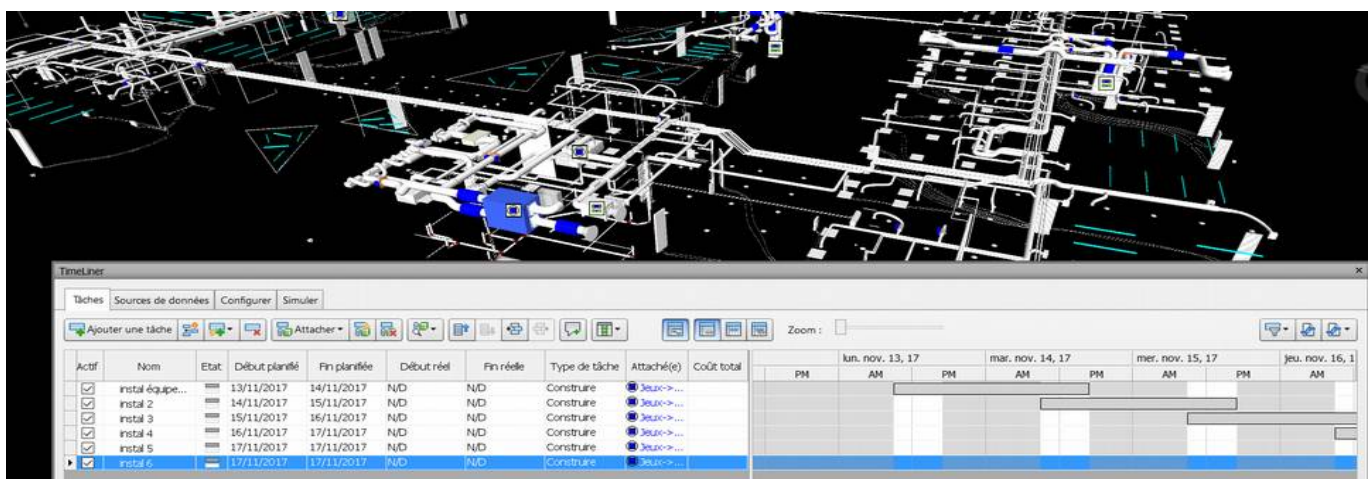 TimeLiner
Tâches Sources de données Configurer Simuler
Ajouter une tâche Attacher Zoom :
lun. nov. 13, 17 mar. nov. 14, 17 mer. nov. 15, 17 jeu. nov. 16, 1
Actif Nom Etat Début planifié Fin planifiée Début réel Fin réelle Type de tâche Attaché(e) Coût total PM AM PM AM PM AM PM AM
instal équipe... 13/11/2017 14/11/2017 N/D N/D Construire Jeux->...
instal 2 14/11/2017 15/11/2017 N/D N/D Construire Jeux->...
instal 3 15/11/2017 16/11/2017 N/D N/D Construire Jeux->...
instal 4 16/11/2017 17/11/2017 N/D N/D Construire Jeux->...
instal 5 17/11/2017 17/11/2017 N/D N/D Construire Jeux->...
instal 6 17/11/2017 17/11/2017 N/D N/D Construire Jeux->...